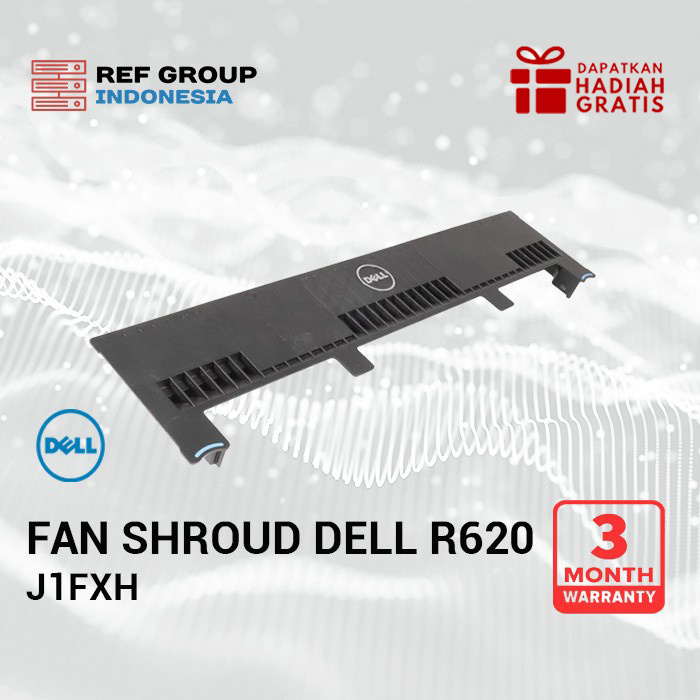 REF GROUP
INDONESIA
DAPATKAN
HADIAH
GRATIS
DELL
DELL
FAN SHROUD DELL R620
J1FXH
3
MONTH
WARRANTY